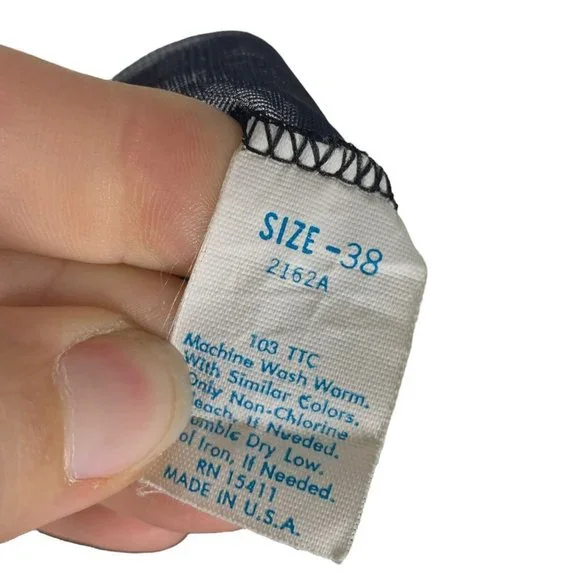 SIZE -38
2162A
103 TTC
Machine Wash Warm.
With Similar Colors.
Only Non-Chlorine
each, If Needed.
umble Dry Low.
ol Iron, If Needed.
RN 15411
MADE IN U.S.A.